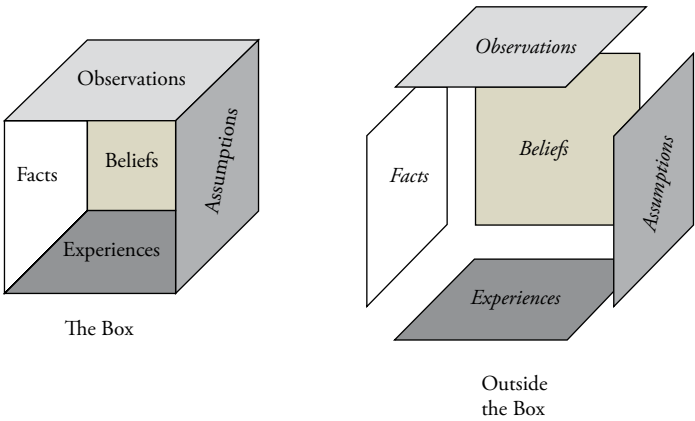 Observations
Facts
Beliefs
Assumptions
Experiences
The Box
Observations
Facts
Beliefs
Assumptions
Experiences
Outside
the Box